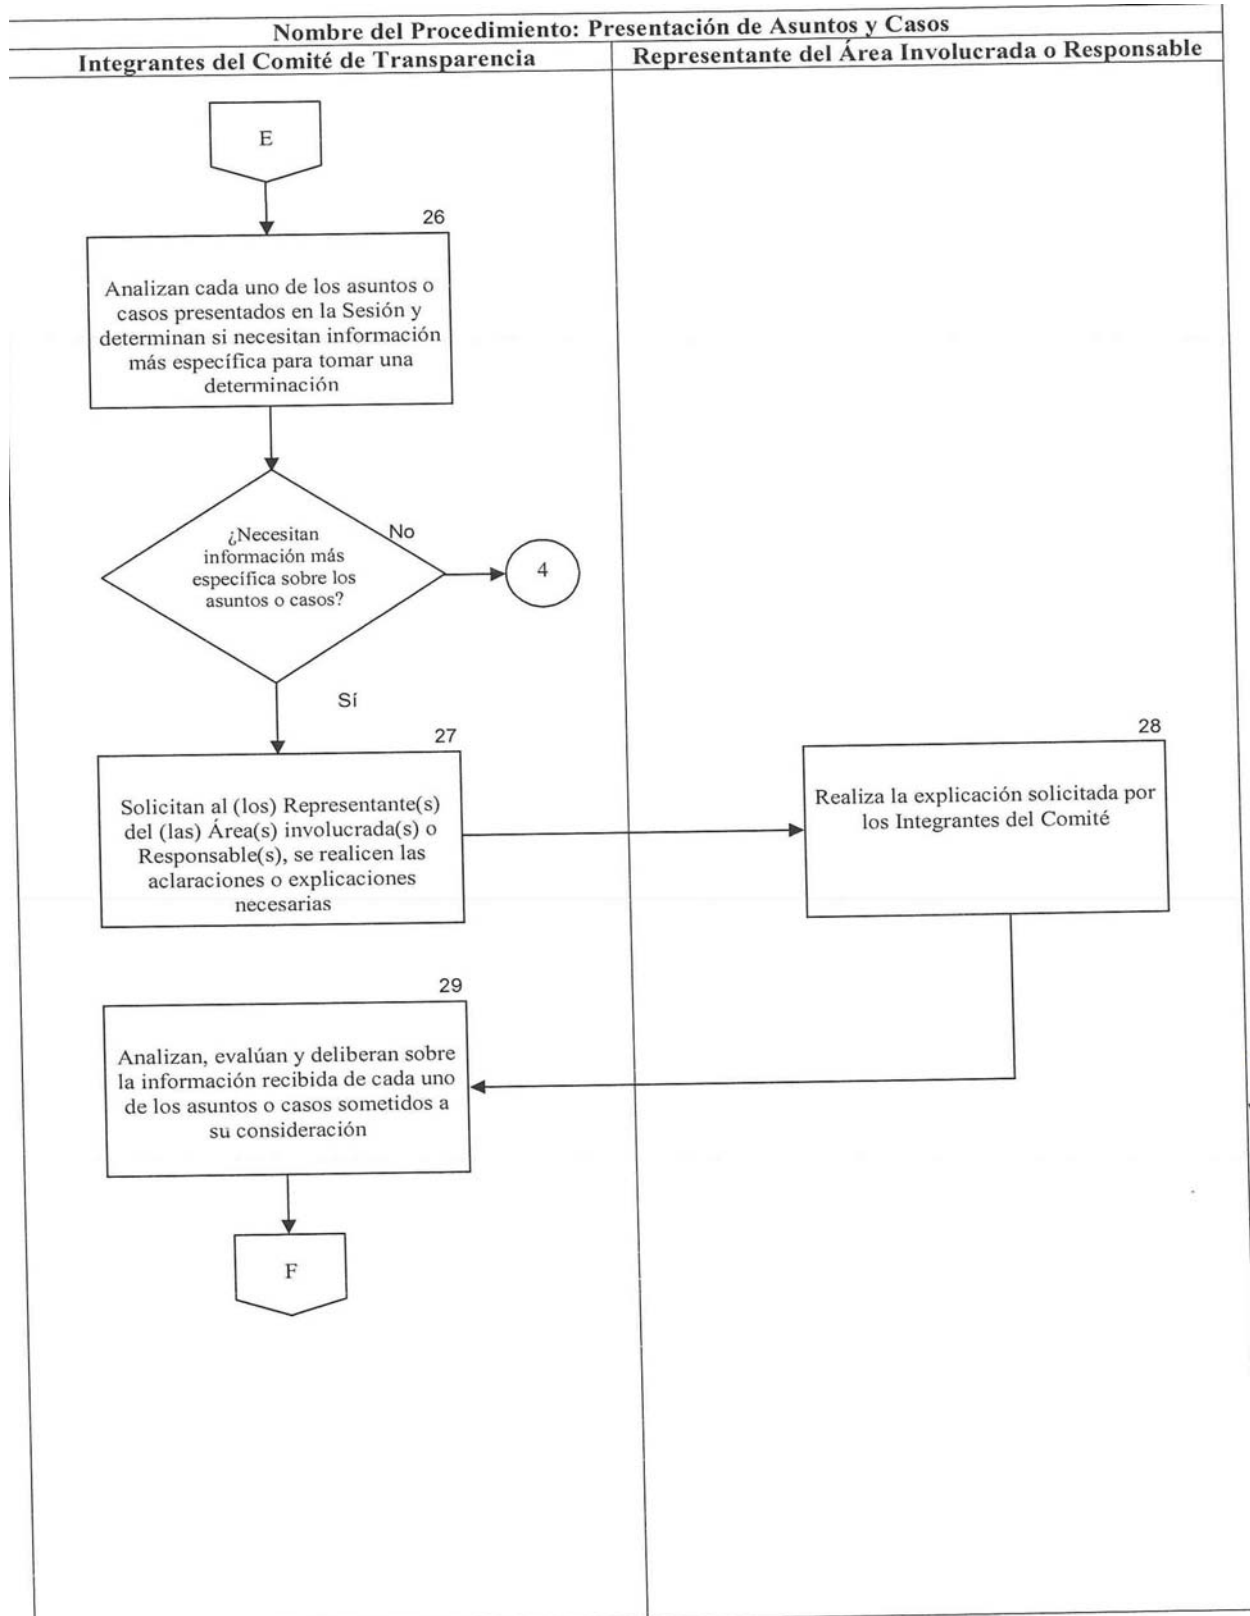 Nombre del Procedimiento: Presentación de Asuntos y Casos
Integrantes del Comité de Transparencia
Representante del Área Involucrada o Responsable
E
26
Analizan cada uno de los asuntos o
casos presentados en la Sesión y
determinan si necesitan información
más específica para tomar una
determinación
¿Necesitan
información más
específica sobre los
asuntos o casos?
No
4
Sí
27
Solicitan al (los) Representante(s)
del (las) Área(s) involucrada(s) o
Responsable(s), se realicen las
aclaraciones o explicaciones
necesarias
28
Realiza la explicación solicitada por
los Integrantes del Comité
29
Analizan, evalúan y deliberan sobre
la información recibida de cada uno
de los asuntos o casos sometidos a
su consideración
F